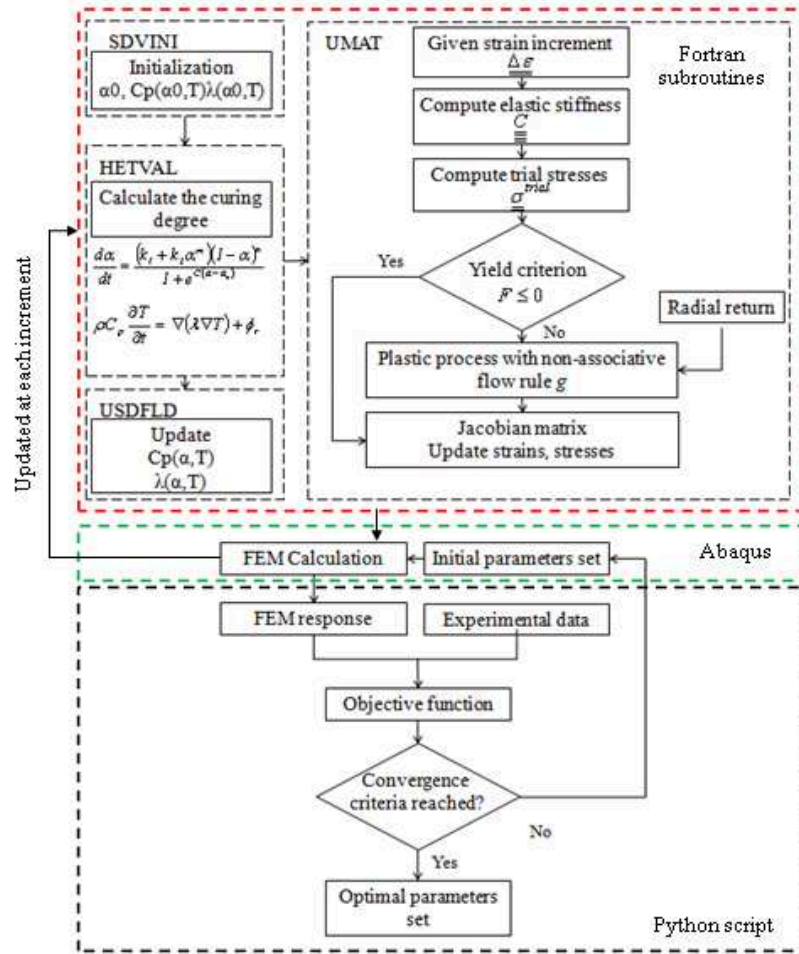 SDVINI
Initialization
α0, Cp(α0,T)λ(α0,T)
HETVAL
Calculate the curing
degree
dα/dt = (k₁ + k₂α^m)(1 - α)^n / 1 + e^C(α-α_c)
ρC_p ∂T/∂t = ∇(λ∇T) + ϕ_r
USDFLD
Update
Cp(α,T)
λ(α,T)
Updated at each increment
UMAT
Fortran
subroutines
Given strain increment
Δε
Compute elastic stiffness
C
Compute trial stresses
σ^trial
Yield criterion
F ≤ 0
Yes
No
Radial return
Plastic process with non-associative
flow rule g
Jacobian matrix
Update strains, stresses
Abaqus
FEM Calculation
Initial parameters set
FEM response
Experimental data
Objective function
Convergence
criteria reached?
No
Yes
Optimal parameters
set
Python script